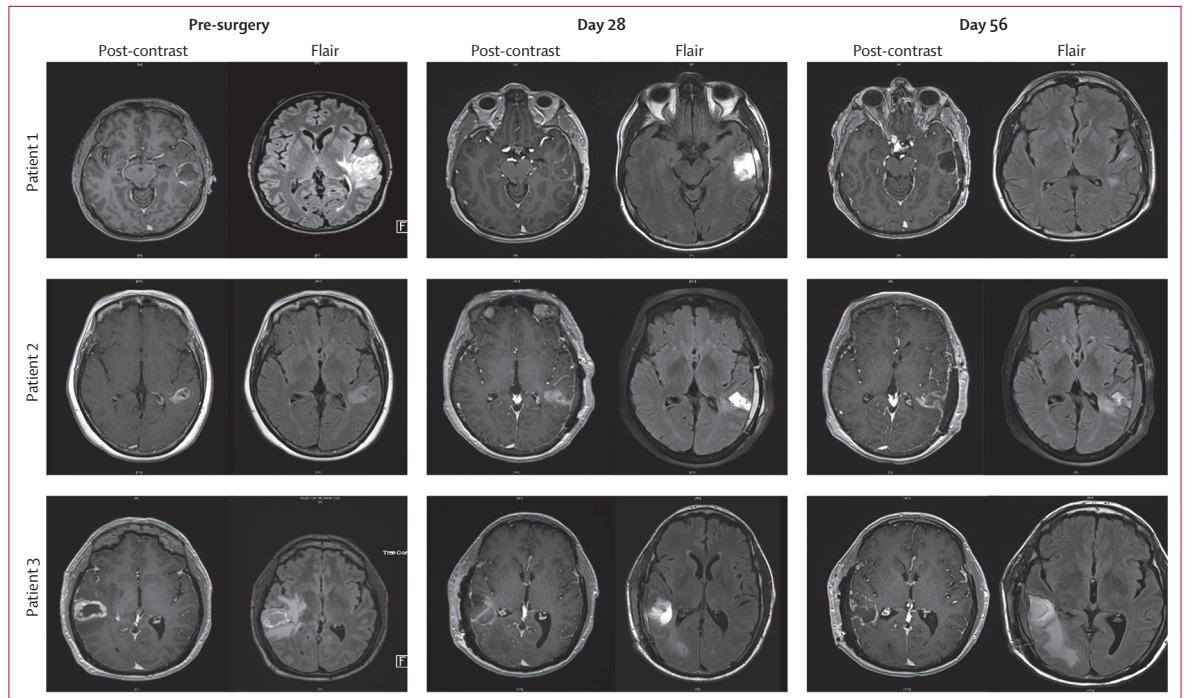 Pre-surgery Day 28 Day 56
Post-contrast Flair Post-contrast Flair Post-contrast Flair
Patient 1
F
Patient 2
Patient 3
F